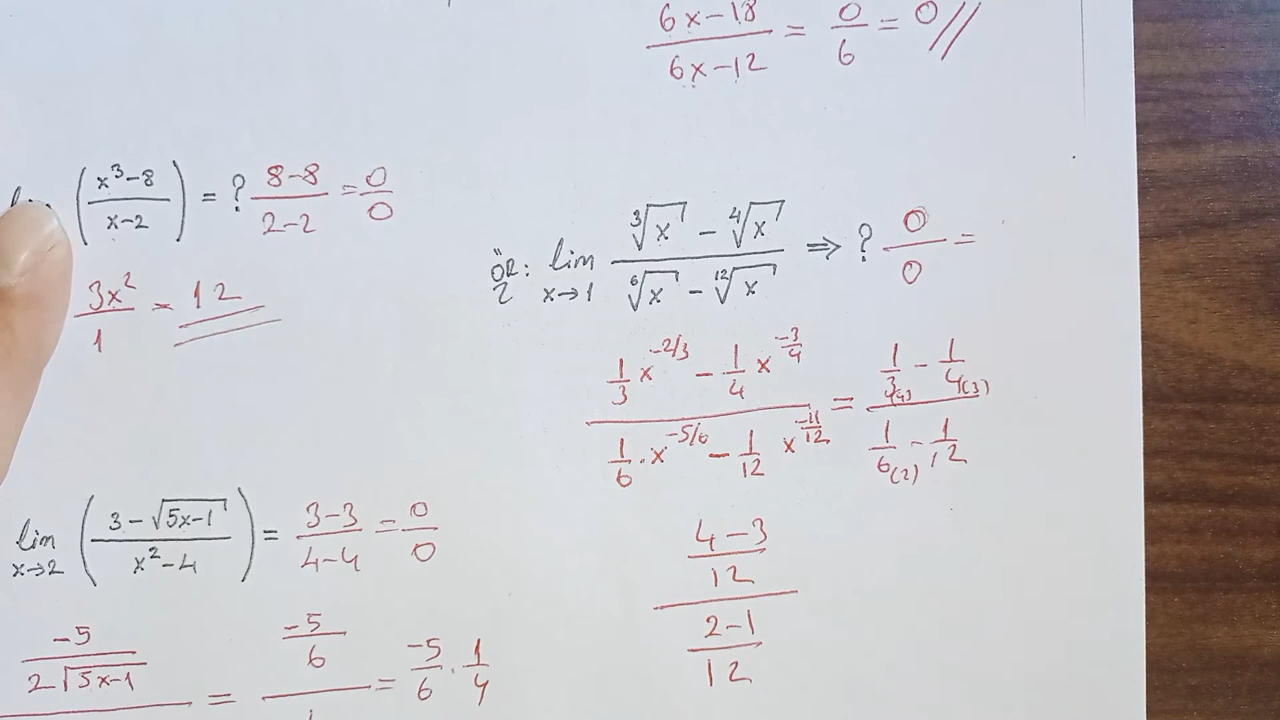 (6x-18)/(6x-12) = 0/6 = 0//
((x³-8)/(x-2)) = ? (8-8)/(2-2) = 0/0
3x²/1 = 12
lim x→2 ((3-√(5x-1))/(x²-4)) = (3-3)/(4-4) = 0/0
-5/(2√(5x-1)) = (-5/6) = -5/6 · 1/4
ÖR: 2 lim x→1 (∛x - ∜x)/(⁶√x - ¹²√x) ⇒ ? 0/0 =
(1/3 x^(-2/3) - 1/4 x^(-3/4))/(1/6 · x^(-5/6) - 1/12 x^(-11/12)) = (1/3(4) - 1/4(3))/(1/6(2) - 1/12)
((4-3)/12)/((2-1)/12)